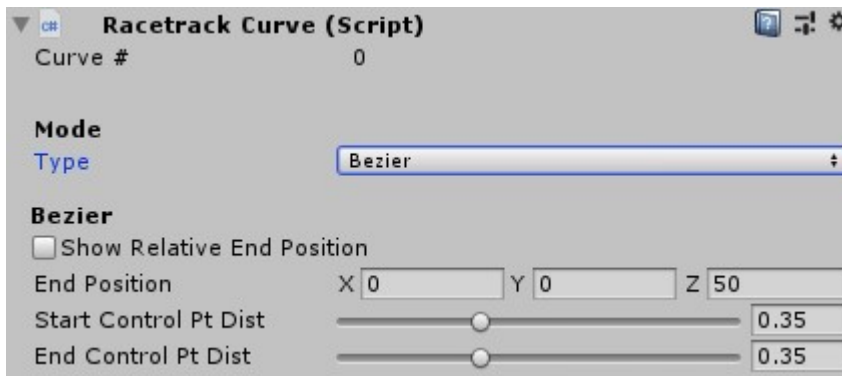 Racetrack Curve (Script)
Curve # 0
Mode
Type Bezier
Bezier
Show Relative End Position
End Position X 0 Y 0 Z 50
Start Control Pt Dist 0.35
End Control Pt Dist 0.35